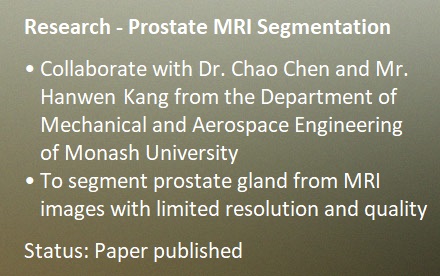 Research - Prostate MRI Segmentation
• Collaborate with Dr. Chao Chen and Mr.
Hanwen Kang from the Department of
Mechanical and Aerospace Engineering
of Monash University
• To segment prostate gland from MRI
images with limited resolution and quality
Status: Paper published